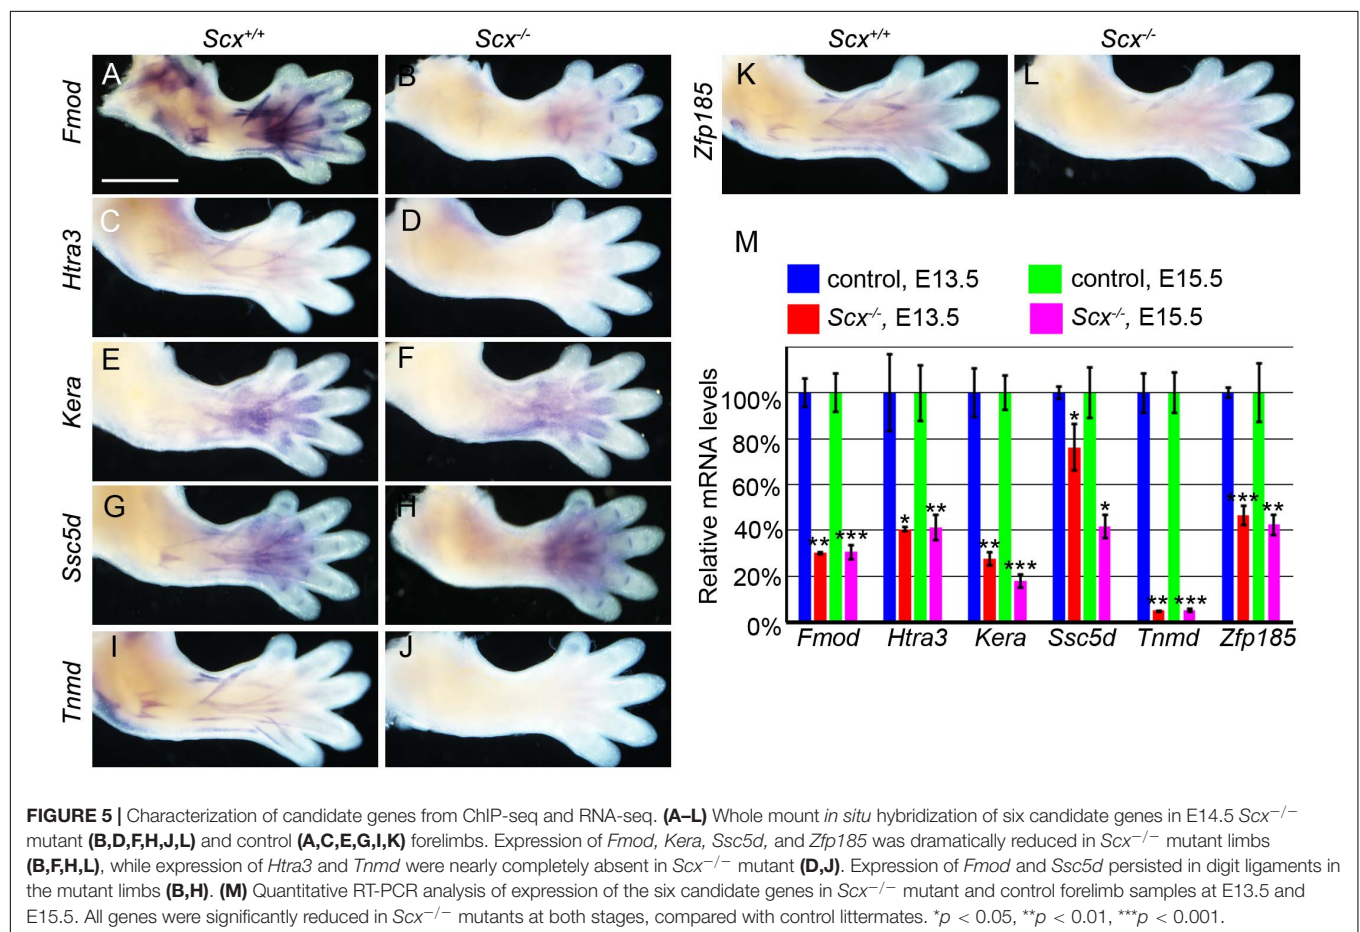 Scx+/+ Scx-/- Scx+/+ Scx-/-
A B K L
Fmod Zfp185
C D
Htra3
M
control, E13.5 control, E15.5
Scx-/-, E13.5 Scx-/-, E15.5
E F
Kera
G H
Ssc5d
I J
Tnmd
Relative mRNA levels
100%
80%
60%
40%
20%
0%
* 
*** **
* ** *
** *** ** ***
** ***
Fmod Htra3 Kera Ssc5d Tnmd Zfp185
FIGURE 5 | Characterization of candidate genes from ChIP-seq and RNA-seq. (A–L) Whole mount in situ hybridization of six candidate genes in E14.5 Scx−/−
mutant (B,D,F,H,J,L) and control (A,C,E,G,I,K) forelimbs. Expression of Fmod, Kera, Ssc5d, and Zfp185 was dramatically reduced in Scx−/− mutant limbs
(B,F,H,L), while expression of Htra3 and Tnmd were nearly completely absent in Scx−/− mutant (D,J). Expression of Fmod and Ssc5d persisted in digit ligaments in
the mutant limbs (B,H). (M) Quantitative RT-PCR analysis of expression of the six candidate genes in Scx−/− mutant and control forelimb samples at E13.5 and
E15.5. All genes were significantly reduced in Scx−/− mutants at both stages, compared with control littermates. *p < 0.05, **p < 0.01, ***p < 0.001.